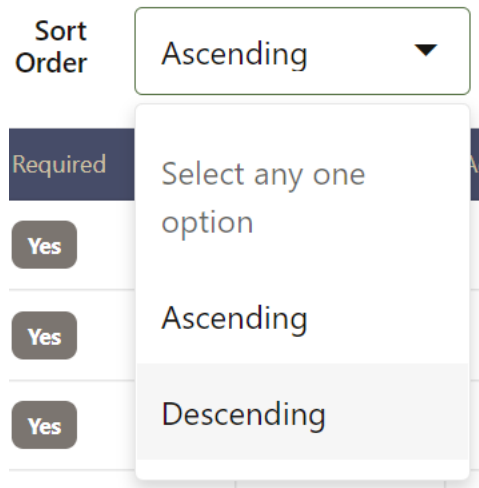 Sort
Order
Ascending
Required
Select any one
option
Yes
Ascending
Yes
Descending
Yes